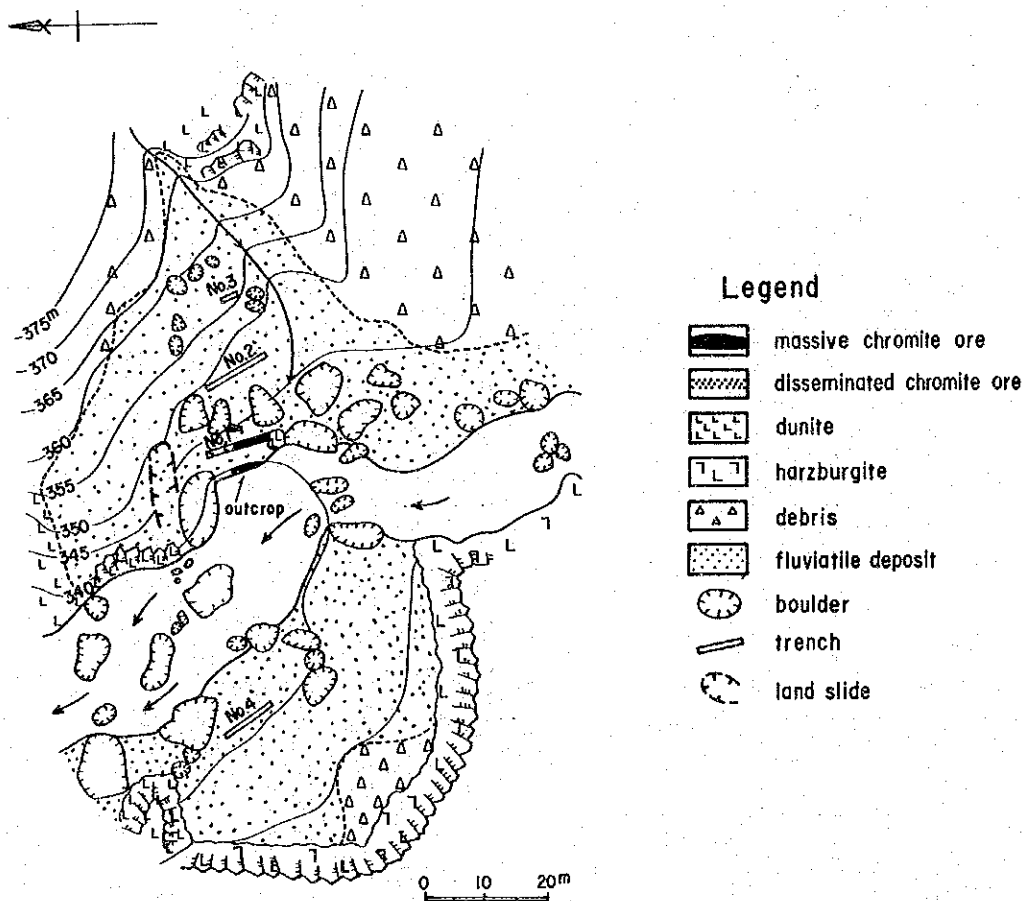 375m
370
365
360
355
350
345
340
No.3
No.2
No.1
outcrop
No.4
0 10 20m
Legend
massive chromite ore
disseminated chromite ore
dunite
harzburgite
debris
fluviatile deposit
boulder
trench
land slide